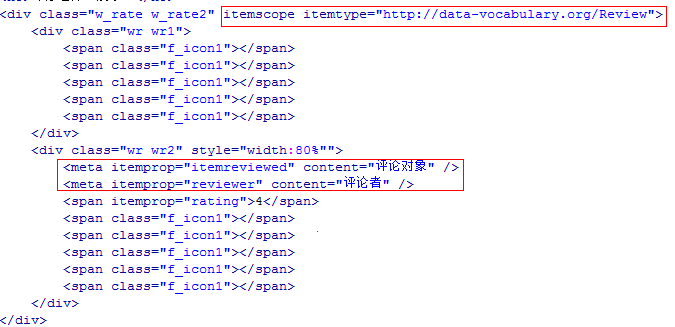 <div class="w_rate w_rate2" itemscope itemtype="http://data-vocabulary.org/Review">
<div class="wr wr1">
<span class="f_icon1"></span>
<span class="f_icon1"></span>
<span class="f_icon1"></span>
<span class="f_icon1"></span>
<span class="f_icon1"></span>
</div>
<div class="wr wr2" style="width:80%"">
<meta itemprop="itemreviewed" content="评论对象" />
<meta itemprop="reviewer" content="评论者" />
<span itemprop="rating">4</span>
<span class="f_icon1"></span>
<span class="f_icon1"></span>
<span class="f_icon1"></span>
<span class="f_icon1"></span>
<span class="f_icon1"></span>
</div>
</div>